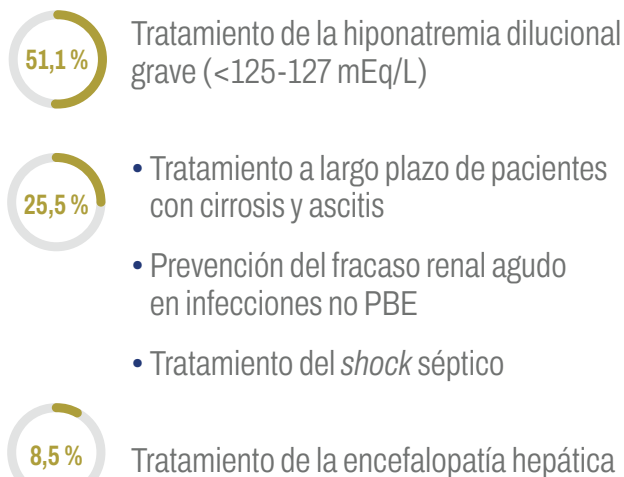 51,1 %
Tratamiento de la hiponatremia dilucional
grave (<125-127 mEq/L)
25,5 %
• Tratamiento a largo plazo de pacientes
con cirrosis y ascitis
• Prevención del fracaso renal agudo
en infecciones no PBE
• Tratamiento del shock séptico
8,5 %
Tratamiento de la encefalopatía hepática